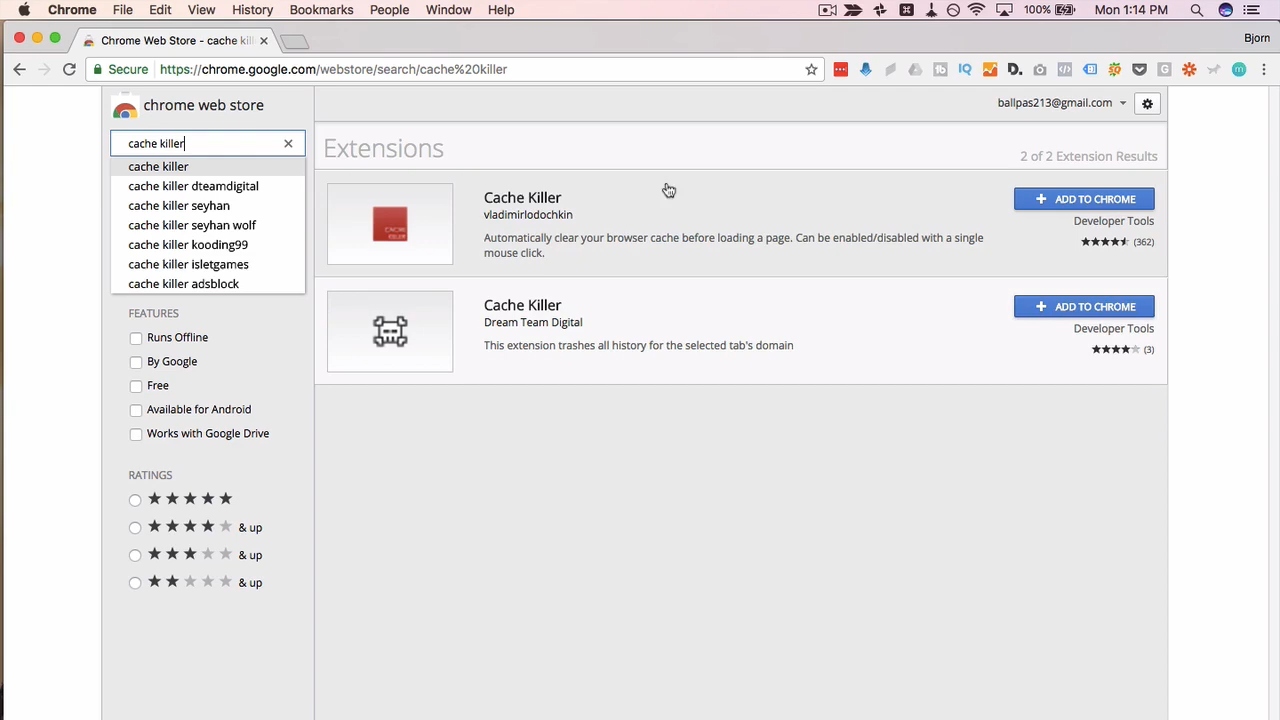 Chrome File Edit View History Bookmarks People Window Help 100% Mon 1:14 PM
Chrome Web Store - cache kill Bjorn
Secure https://chrome.google.com/webstore/search/cache%20killer
chrome web store ballpas213@gmail.com
cache killer
cache killer
cache killer dteamdigital
cache killer seyhan
cache killer seyhan wolf
cache killer kooding99
cache killer isletgames
cache killer adsblock
FEATURES
Runs Offline
By Google
Free
Available for Android
Works with Google Drive
RATINGS
& up
& up
& up
Extensions
2 of 2 Extension Results
Cache Killer
vladimirlodochkin
Automatically clear your browser cache before loading a page. Can be enabled/disabled with a single
mouse click.
CACHE
KILLER
+ ADD TO CHROME
Developer Tools
(362)
Cache Killer
Dream Team Digital
This extension trashes all history for the selected tab's domain
+ ADD TO CHROME
Developer Tools
(3)